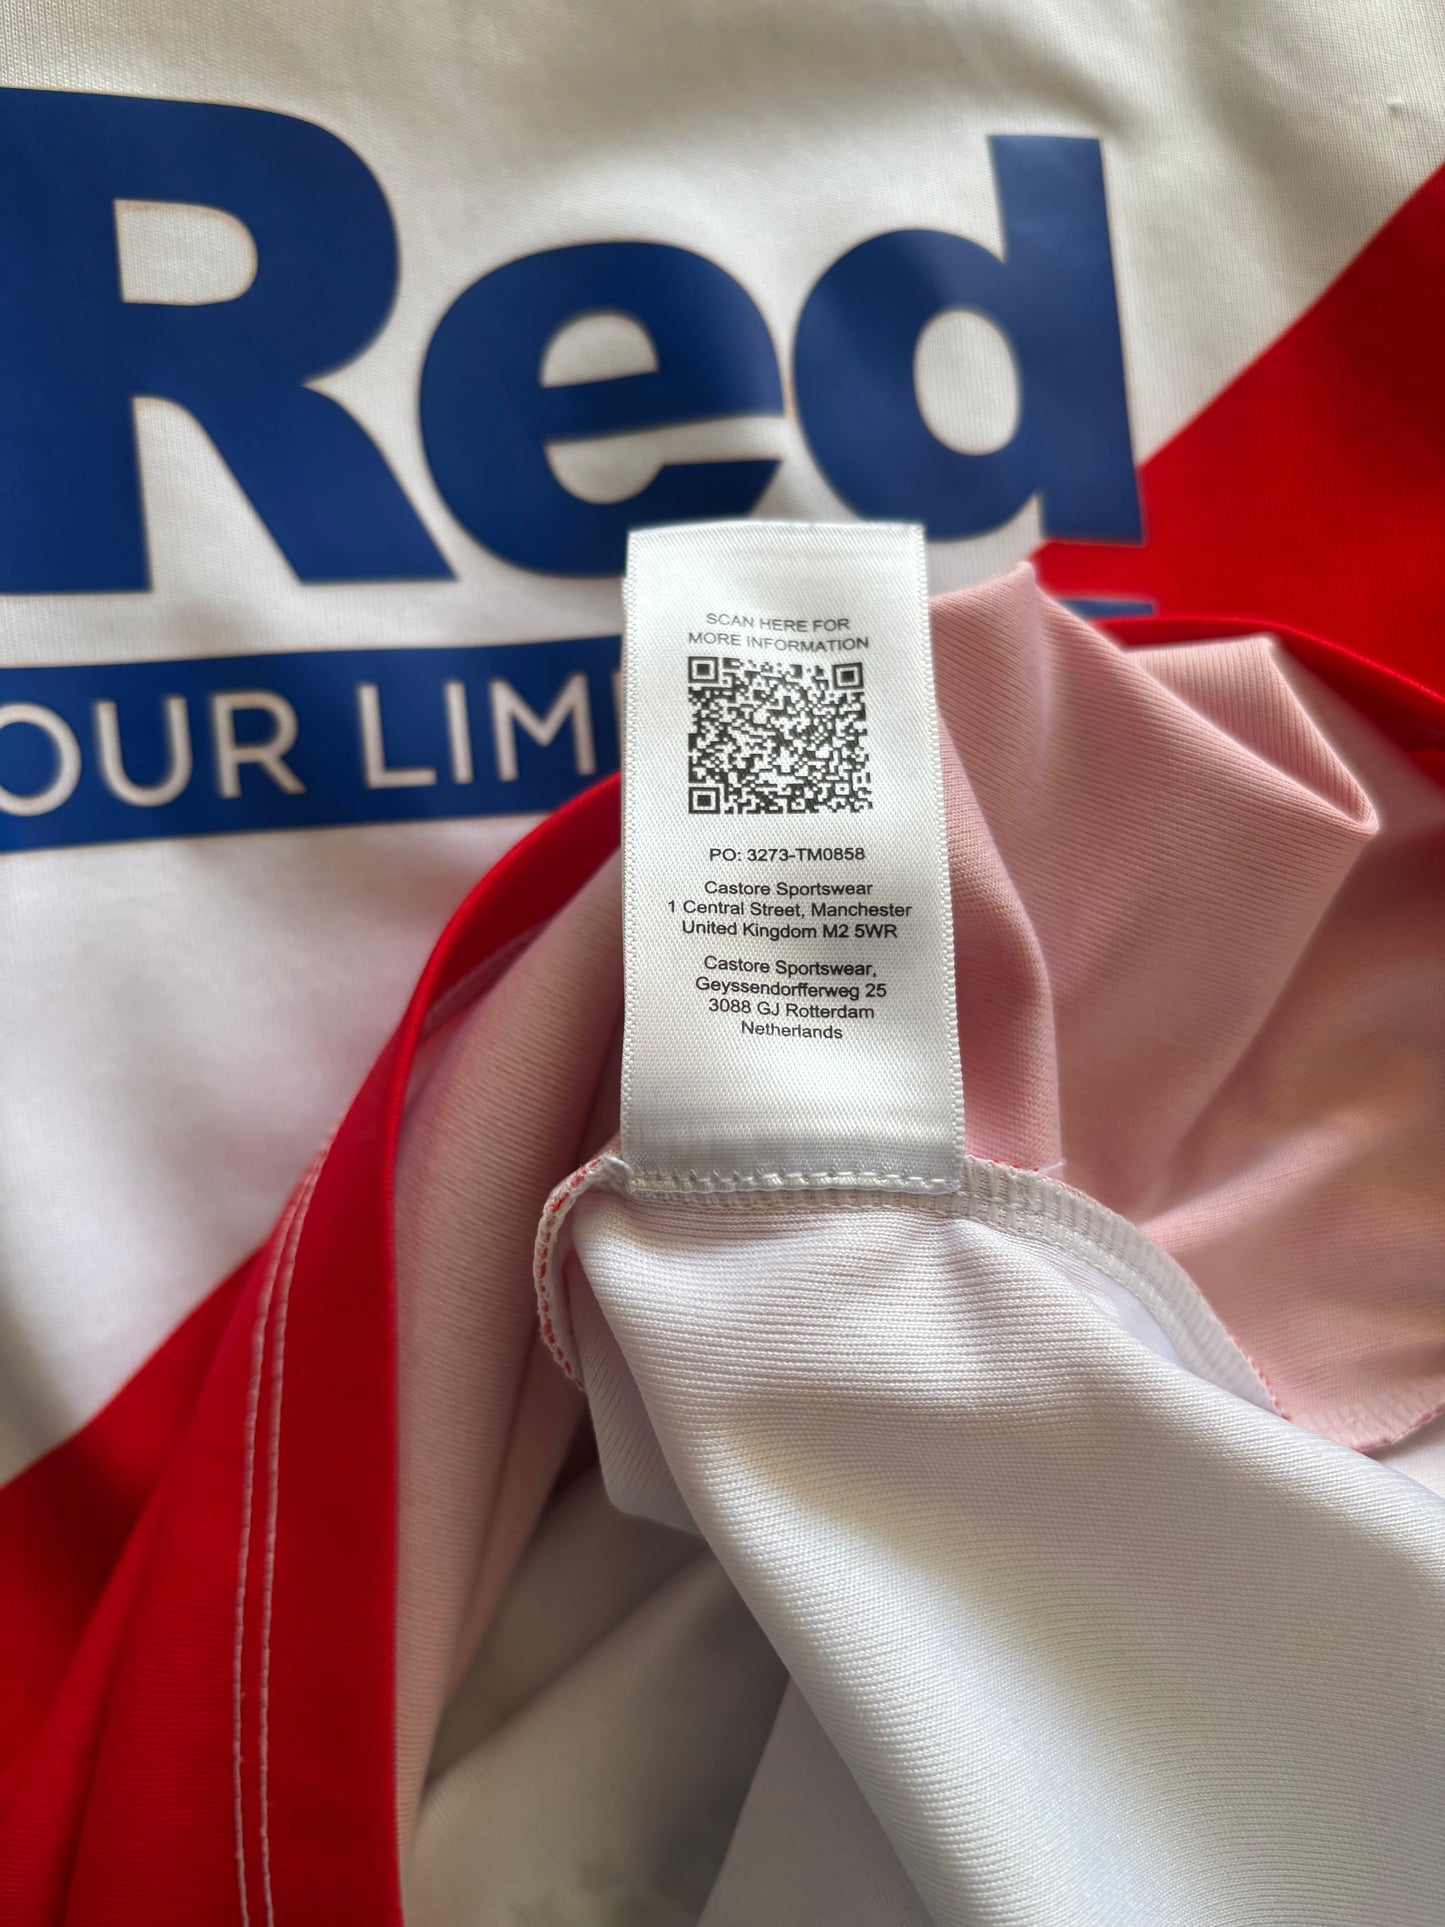 Red
OUR LIM
SCAN HERE FOR
MORE INFORMATION
PO: 3273-TM0858
Castore Sportswear
1 Central Street, Manchester
United Kingdom M2 5WR
Castore Sportswear,
Geyssendorfferweg 25
3088 GJ Rotterdam
Netherlands